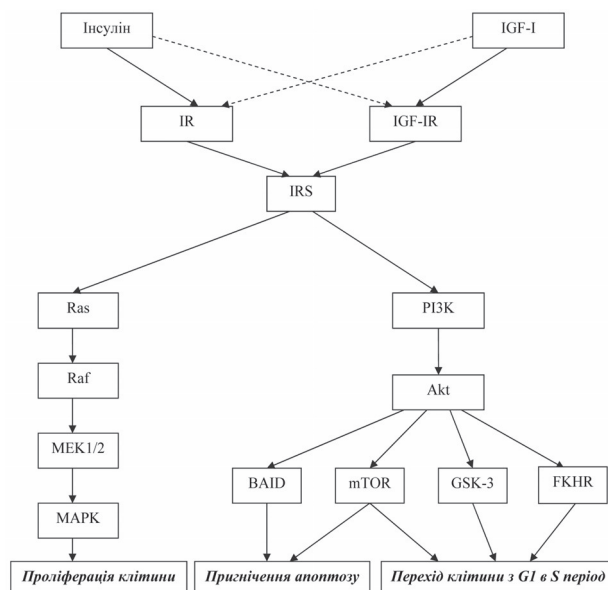 Інсулін
IGF-I
IR
IGF-IR
IRS
Ras
PI3K
Raf
Akt
MEK1/2
BAID
mTOR
GSK-3
FKHR
MAPK
Проліферація клітини
Пригнічення апоптозу
Перехід клітини з G1 в S період